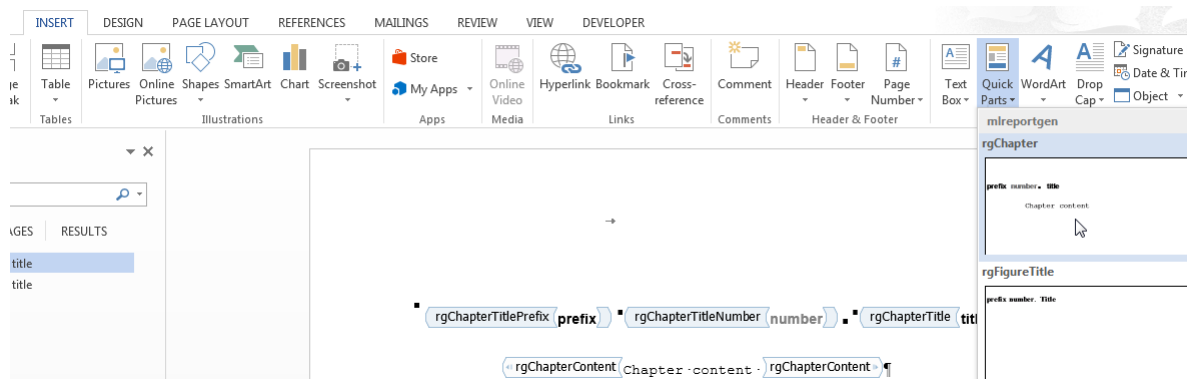 INSERT DESIGN PAGE LAYOUT REFERENCES MAILINGS REVIEW VIEW DEVELOPER
Table
Pictures
Online
Pictures
Shapes
SmartArt
Chart
Screenshot
Store
My Apps
Online
Video
Hyperlink
Bookmark
Cross-
reference
Comment
Header
Footer
Page
Number
Text
Box
Quick
Parts
WordArt
Drop
Cap
Signature
Date & Ti
Object
Tables Illustrations Apps Media Links Comments Header & Footer
mlreportgen
rgChapter
prefix number. title
Chapter content
rgFigureTitle
prefix number. Title
AGES RESULTS
title
title
rgChapterTitlePrefix prefix rgChapterTitleNumber number . rgChapterTitle titl
rgChapterContent Chapter·content· rgChapterContent ¶